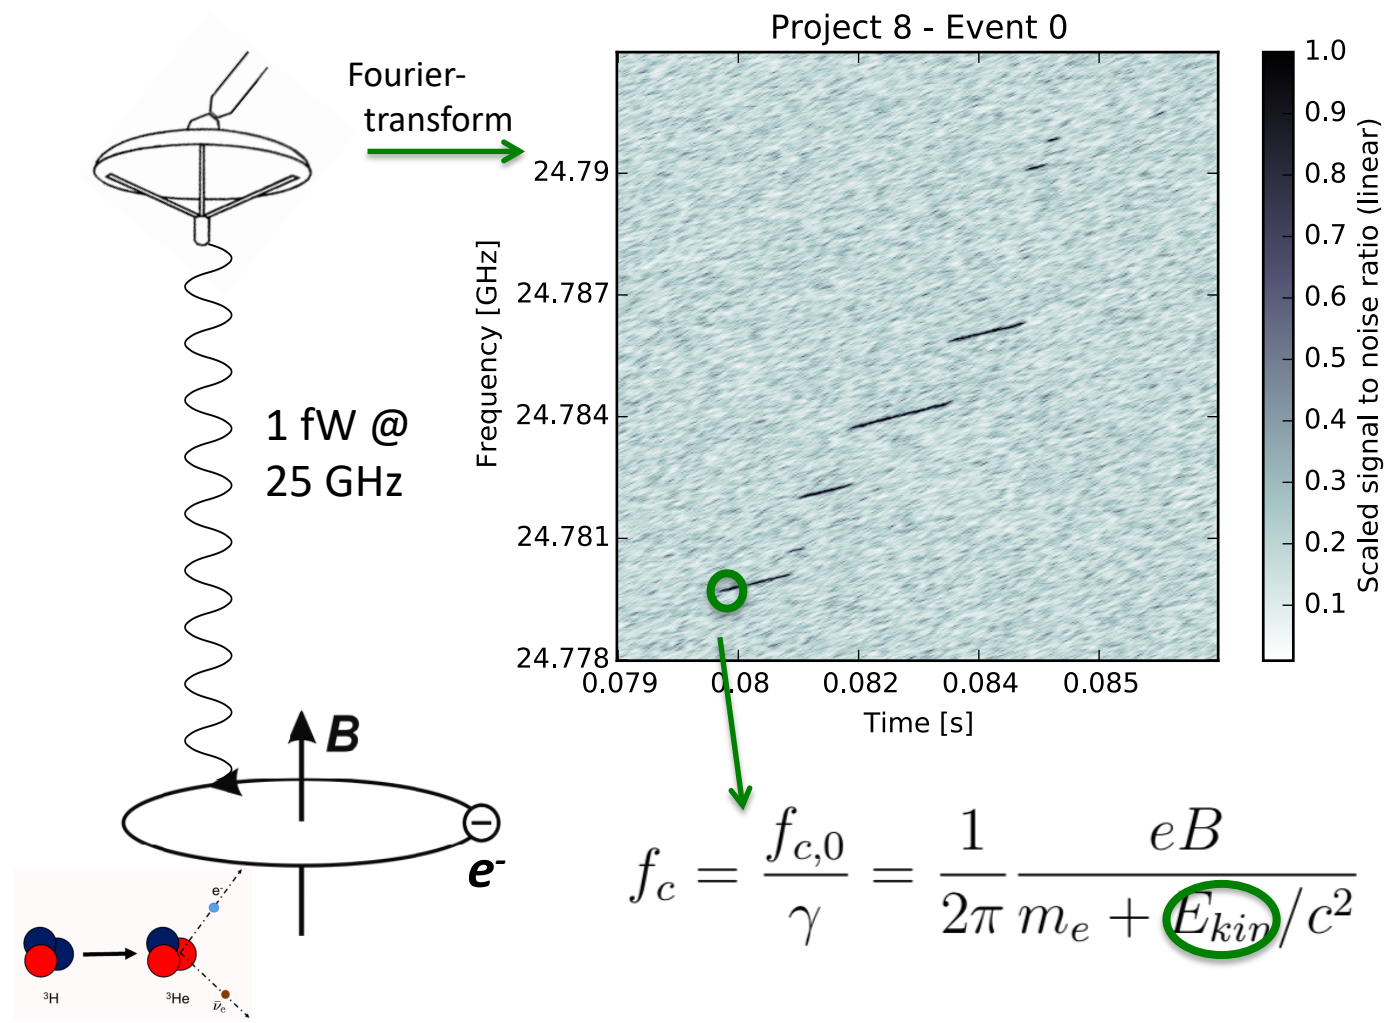 Fourier-
transform
1 fW @
25 GHz
B
e-
e-
³H
³He
ν̄ₑ
Project 8 - Event 0
Frequency [GHz]
24.79
24.787
24.784
24.781
24.778
0.079 0.08 0.082 0.084 0.085
Time [s]
1.0
0.9
0.8
0.7
0.6
0.5
0.4
0.3
0.2
0.1
Scaled signal to noise ratio (linear)
f_c = f_{c,0}/γ = 1/2π eB/(m_e + E_{kin}/c²)